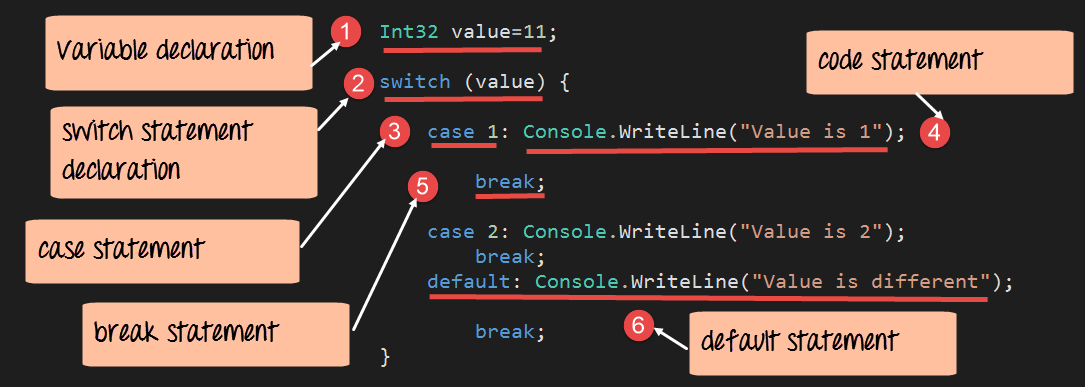 Variable declaration
1
Int32 value=11;
2
switch (value) {
code statement
switch statement
declaration
3
case 1: Console.WriteLine("Value is 1");
4
5
break;
case statement
case 2: Console.WriteLine("Value is 2");
break;
default: Console.WriteLine("Value is different");
break statement
break;
6
default statement
}